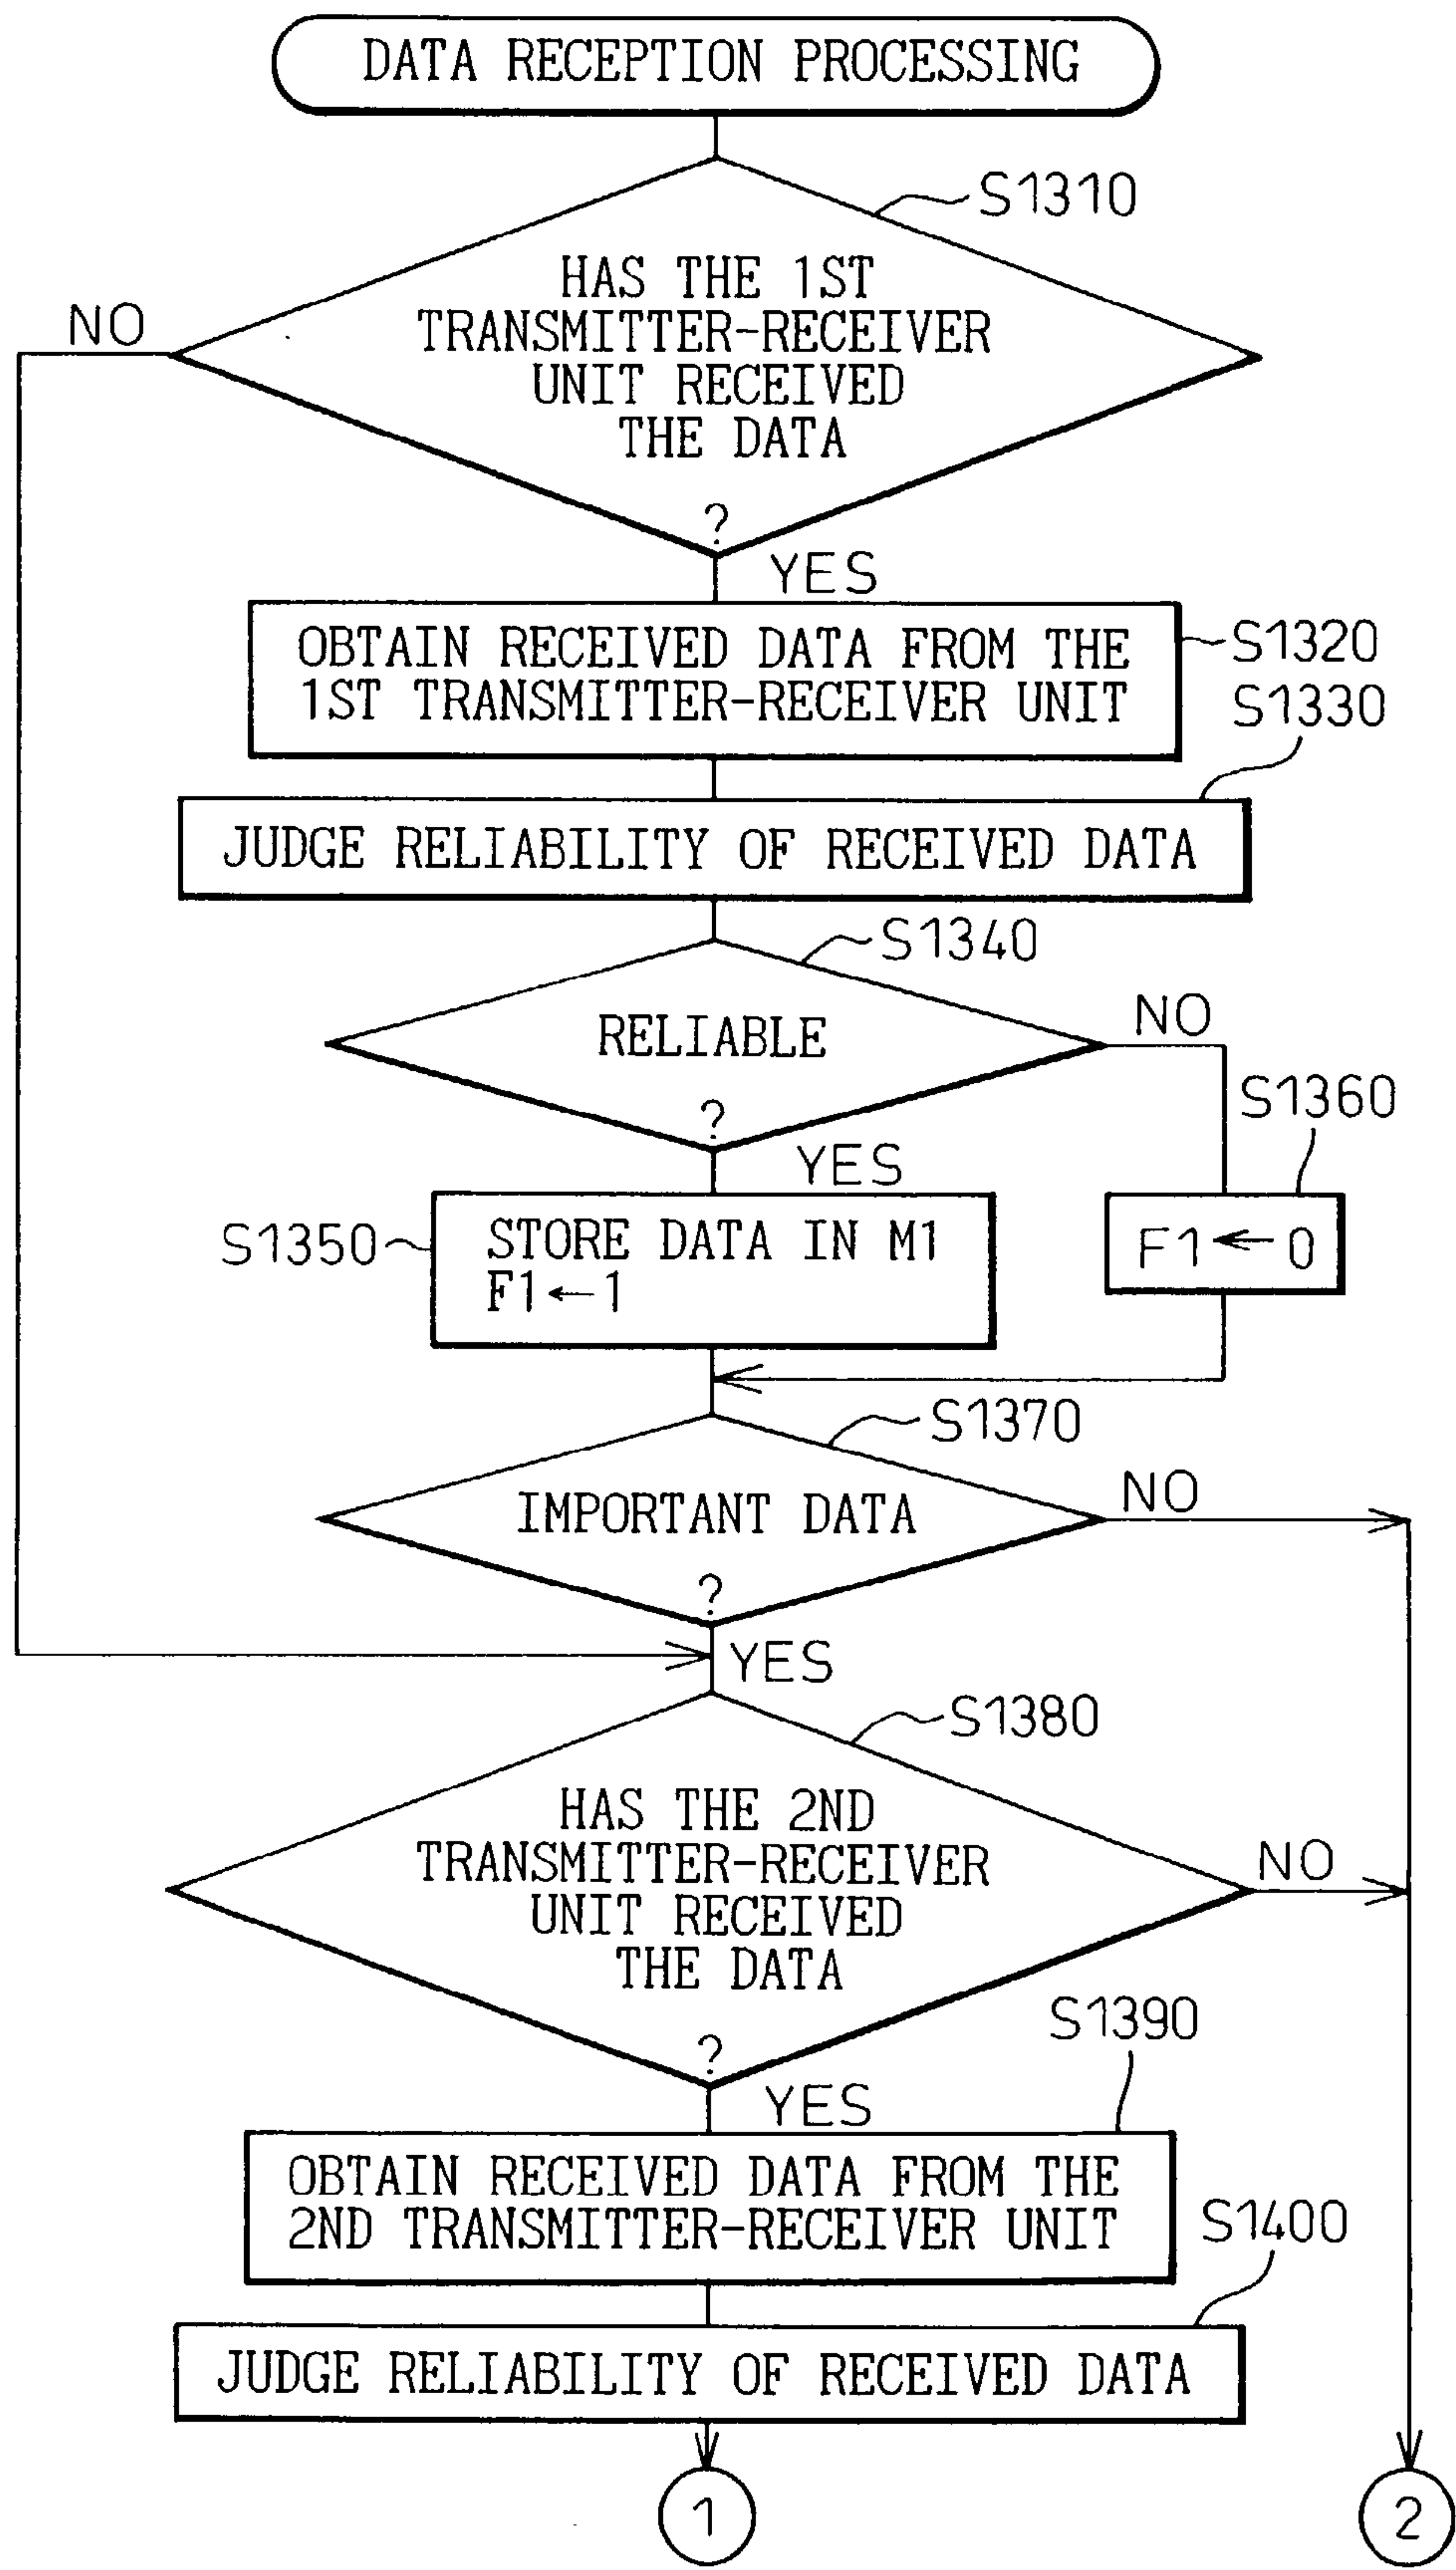 DATA RECEPTION PROCESSING
S1310
HAS THE 1ST
TRANSMITTER-RECEIVER
UNIT RECEIVED
THE DATA
?
NO
YES
OBTAIN RECEIVED DATA FROM THE
1ST TRANSMITTER-RECEIVER UNIT
S1320
S1330
JUDGE RELIABILITY OF RECEIVED DATA
S1340
RELIABLE
?
NO
YES
S1360
S1350
STORE DATA IN M1
F1←1
F1←0
S1370
IMPORTANT DATA
?
NO
YES
S1380
HAS THE 2ND
TRANSMITTER-RECEIVER
UNIT RECEIVED
THE DATA
?
NO
YES
S1390
OBTAIN RECEIVED DATA FROM THE
2ND TRANSMITTER-RECEIVER UNIT
S1400
JUDGE RELIABILITY OF RECEIVED DATA
1
2